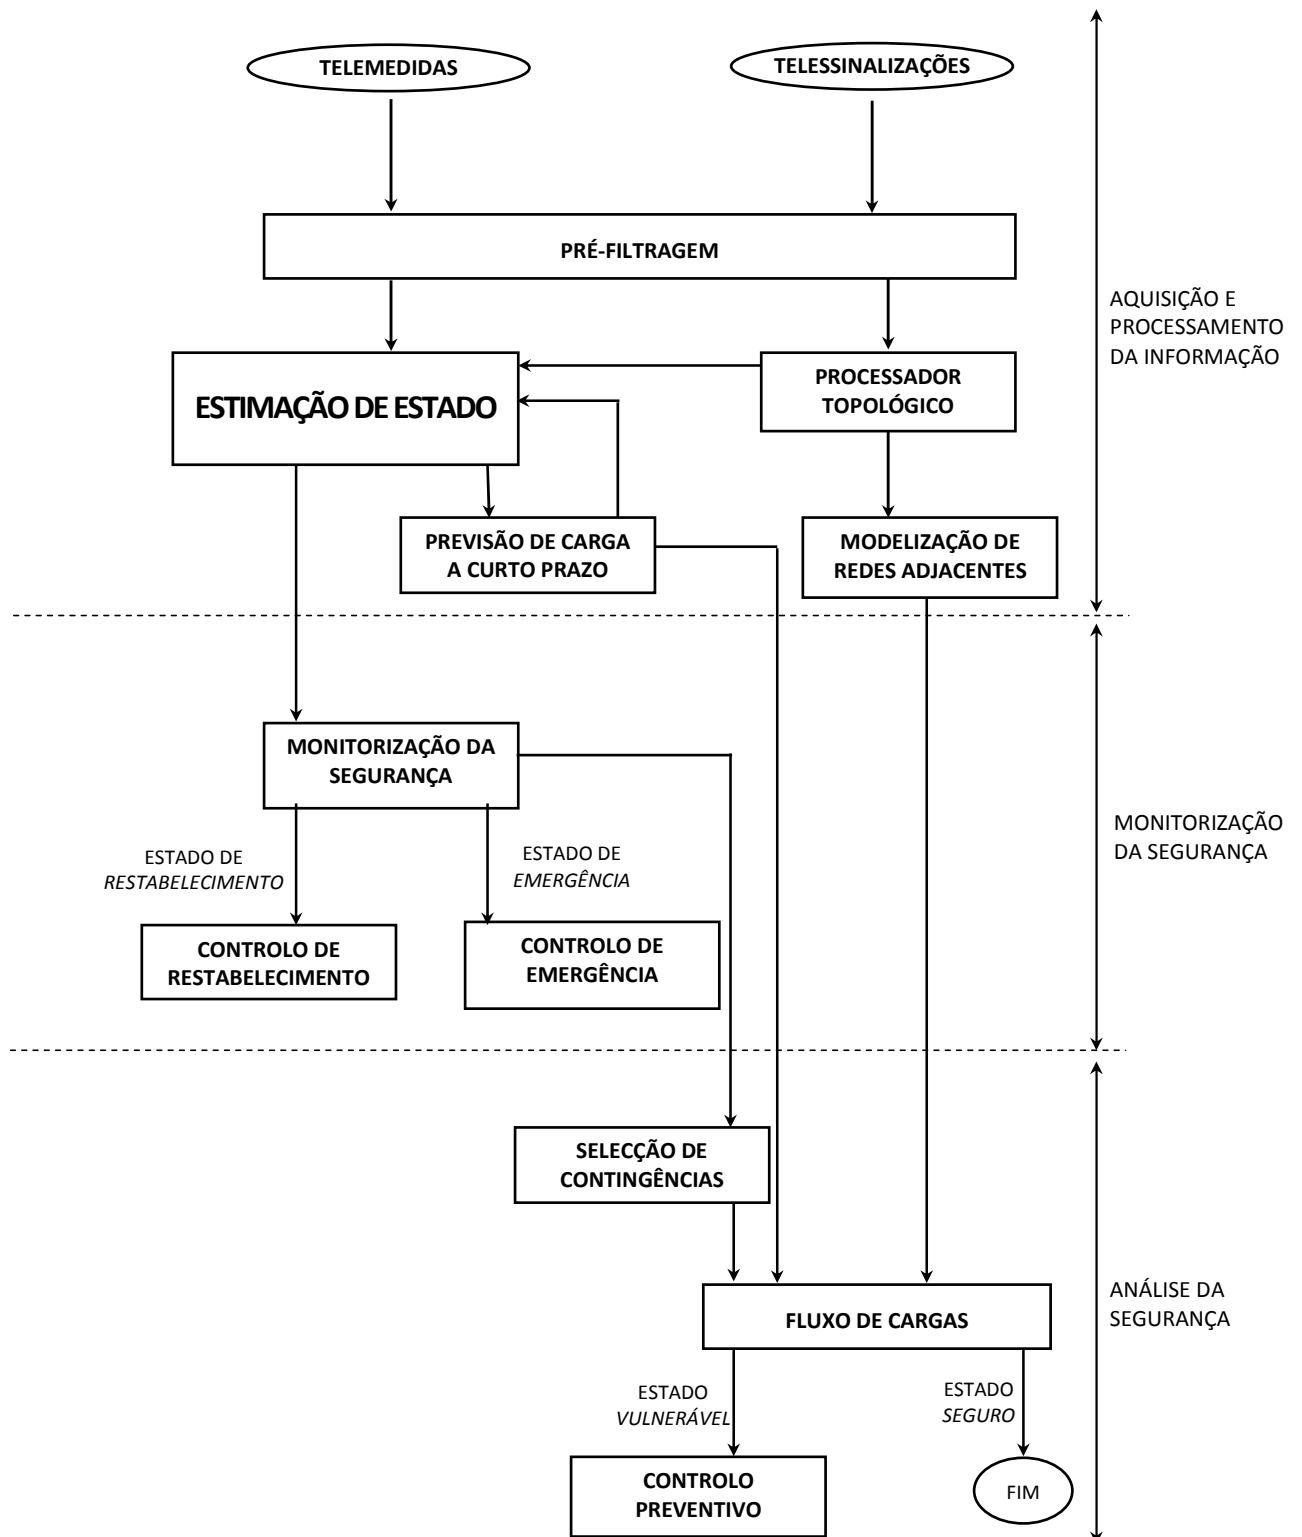 TELEMEDIDAS
TELESSINALIZAÇÕES
PRÉ-FILTRAGEM
AQUISIÇÃO E
PROCESSAMENTO
DA INFORMAÇÃO
ESTIMAÇÃO DE ESTADO
PROCESSADOR
TOPOLÓGICO
PREVISÃO DE CARGA
A CURTO PRAZO
MODELIZAÇÃO DE
REDES ADJACENTES
MONITORIZAÇÃO DA
SEGURANÇA
MONITORIZAÇÃO
DA SEGURANÇA
ESTADO DE
RESTABELECIMENTO
ESTADO DE
EMERGÊNCIA
CONTROLO DE
RESTABELECIMENTO
CONTROLO DE
EMERGÊNCIA
SELECÇÃO DE
CONTINGÊNCIAS
FLUXO DE CARGAS
ANÁLISE DA
SEGURANÇA
ESTADO
VULNERÁVEL
ESTADO
SEGURO
CONTROLO
PREVENTIVO
FIM